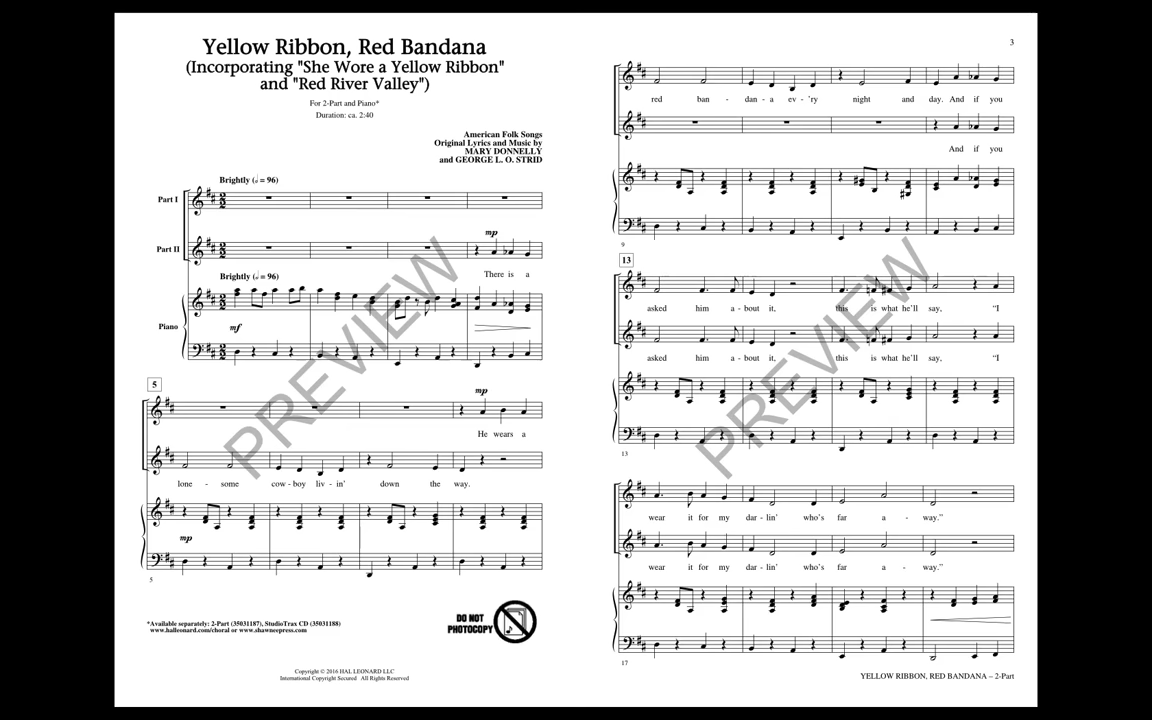 Yellow Ribbon, Red Bandana
(Incorporating "She Wore a Yellow Ribbon"
and "Red River Valley")
For 2-Part and Piano*
Duration: ca. 2:40
American Folk Songs
Original Lyrics and Music by
MARY DONNELLY
and GEORGE L. O. STRID
Brightly (𝅗𝅥 = 96)
Part I
Part II
mp
There is a
Brightly (𝅗𝅥 = 96)
Piano
mf
5
mp
He wears a
lone - some cow - boy liv - in' down the way.
mp
5
*Available separately: 2-Part (35031187), StudioTrax CD (35031188)
www.halleonard.com/choral or www.shawneepress.com
DO NOT
PHOTOCOPY
Copyright © 2016 HAL LEONARD LLC
International Copyright Secured All Rights Reserved
PREVIEW
3
red ban - dan - a ev - 'ry night and day. And if you
And if you
9
13
asked him a - bout it, this is what he'll say, "I
asked him a - bout it, this is what he'll say, "I
13
wear it for my dar - lin' who's far a - way."
wear it for my dar - lin' who's far a - way."
17
YELLOW RIBBON, RED BANDANA – 2-Part
PREVIEW